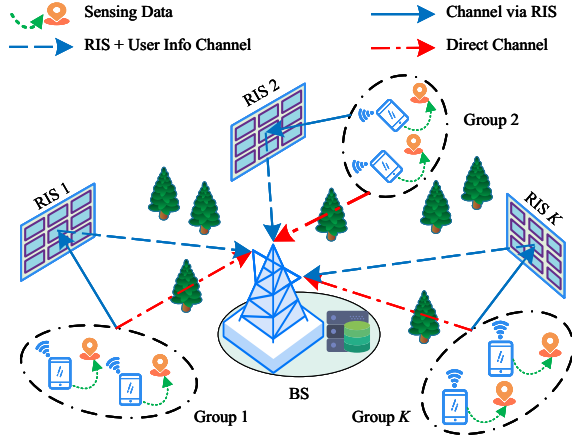 Sensing Data
Channel via RIS
RIS + User Info Channel
Direct Channel
RIS 2
Group 2
RIS 1
RIS K
BS
Group 1
Group K